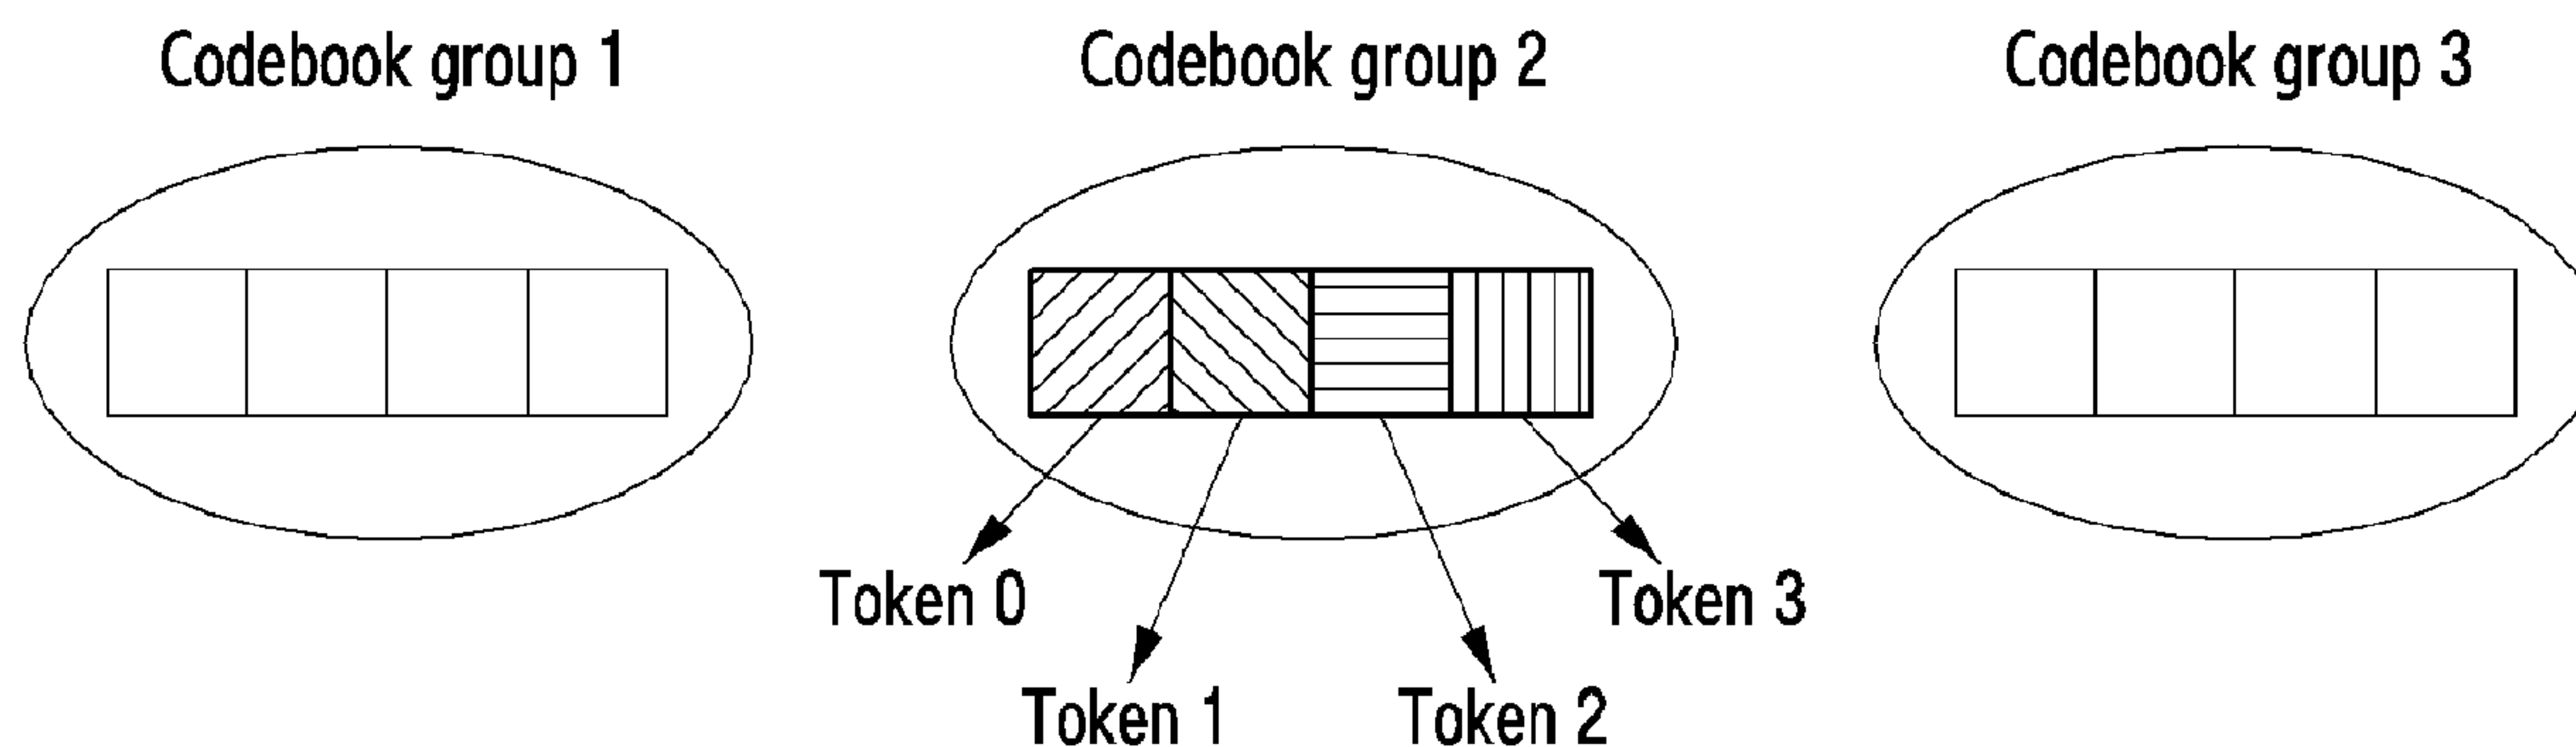 Codebook group 1
Codebook group 2
Codebook group 3
Token 0
Token 3
Token 1
Token 2